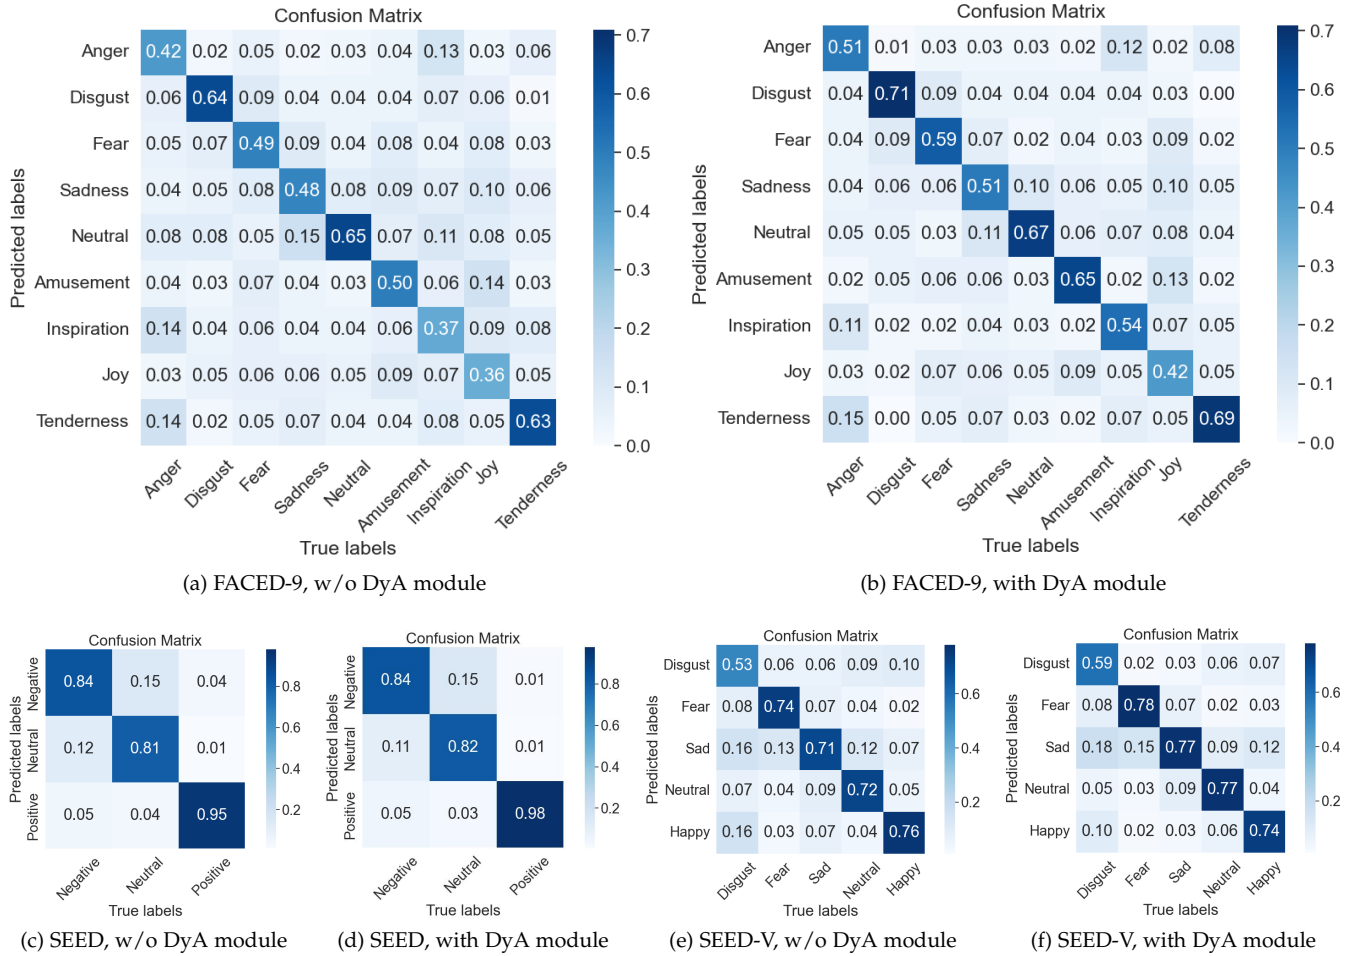 Confusion Matrix
Anger 0.42 0.02 0.05 0.02 0.03 0.04 0.13 0.03 0.06
Disgust 0.06 0.64 0.09 0.04 0.04 0.04 0.07 0.06 0.01
Fear 0.05 0.07 0.49 0.09 0.04 0.08 0.04 0.08 0.03
Sadness 0.04 0.05 0.08 0.48 0.08 0.09 0.07 0.10 0.06
Neutral 0.08 0.08 0.05 0.15 0.65 0.07 0.11 0.08 0.05
Amusement 0.04 0.03 0.07 0.04 0.03 0.50 0.06 0.14 0.03
Inspiration 0.14 0.04 0.06 0.04 0.04 0.06 0.37 0.09 0.08
Joy 0.03 0.05 0.06 0.06 0.05 0.09 0.07 0.36 0.05
Tenderness 0.14 0.02 0.05 0.07 0.04 0.04 0.08 0.05 0.63
Predicted labels
Anger Disgust Fear Sadness Neutral Amusement Inspiration Joy Tenderness
True labels
0.7
0.6
0.5
0.4
0.3
0.2
0.1
0.0
(a) FACED-9, w/o DyA module
Confusion Matrix
Anger 0.51 0.01 0.03 0.03 0.03 0.02 0.12 0.02 0.08
Disgust 0.04 0.71 0.09 0.04 0.04 0.04 0.04 0.03 0.00
Fear 0.04 0.09 0.59 0.07 0.02 0.04 0.03 0.09 0.02
Sadness 0.04 0.06 0.06 0.51 0.10 0.06 0.05 0.10 0.05
Neutral 0.05 0.05 0.03 0.11 0.67 0.06 0.07 0.08 0.04
Amusement 0.02 0.05 0.06 0.06 0.03 0.65 0.02 0.13 0.02
Inspiration 0.11 0.02 0.02 0.04 0.03 0.02 0.54 0.07 0.05
Joy 0.03 0.02 0.07 0.06 0.05 0.09 0.05 0.42 0.05
Tenderness 0.15 0.00 0.05 0.07 0.03 0.02 0.07 0.05 0.69
Predicted labels
Anger Disgust Fear Sadness Neutral Amusement Inspiration Joy Tenderness
True labels
0.7
0.6
0.5
0.4
0.3
0.2
0.1
0.0
(b) FACED-9, with DyA module
Confusion Matrix
Negative 0.84 0.15 0.04
Neutral 0.12 0.81 0.01
Positive 0.05 0.04 0.95
Predicted labels
Negative Neutral Positive
True labels
0.8
0.6
0.4
0.2
(c) SEED, w/o DyA module
Confusion Matrix
Negative 0.84 0.15 0.01
Neutral 0.11 0.82 0.01
Positive 0.05 0.03 0.98
Predicted labels
Negative Neutral Positive
True labels
0.8
0.6
0.4
0.2
(d) SEED, with DyA module
Confusion Matrix
Disgust 0.53 0.06 0.06 0.09 0.10
Fear 0.08 0.74 0.07 0.04 0.02
Sad 0.16 0.13 0.71 0.12 0.07
Neutral 0.07 0.04 0.09 0.72 0.05
Happy 0.16 0.03 0.07 0.04 0.76
Predicted labels
Disgust Fear Sad Neutral Happy
True labels
0.6
0.4
0.2
(e) SEED-V, w/o DyA module
Confusion Matrix
Disgust 0.59 0.02 0.03 0.06 0.07
Fear 0.08 0.78 0.07 0.02 0.03
Sad 0.18 0.15 0.77 0.09 0.12
Neutral 0.05 0.03 0.09 0.77 0.04
Happy 0.10 0.02 0.03 0.06 0.74
Predicted labels
Disgust Fear Sad Neutral Happy
True labels
0.6
0.4
0.2
(f) SEED-V, with DyA module